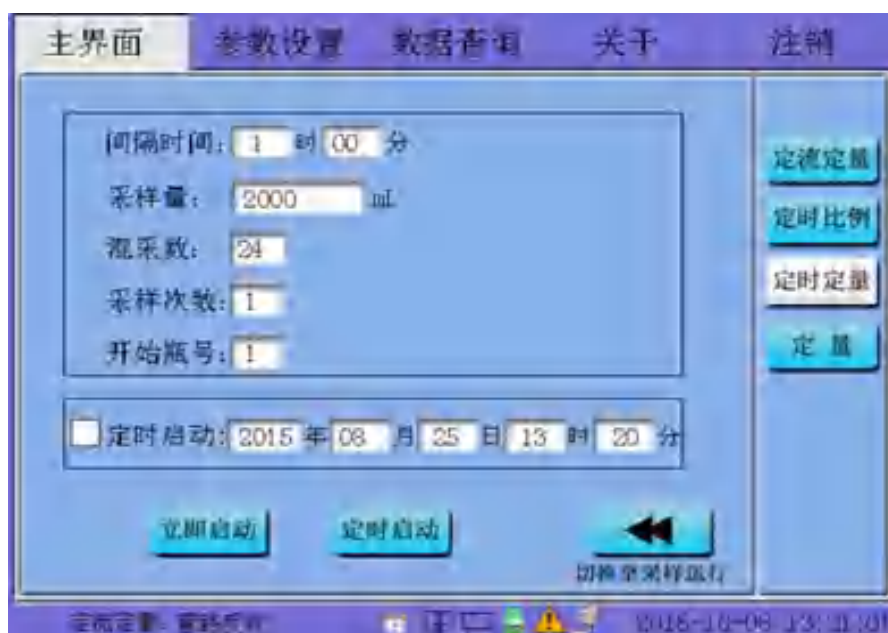 主界面 参数设置 数据查询 关于 注销
间隔时间: 1 时 00 分
采样量: 2000 mL
混采数: 24
采样次数: 1
开始瓶号: 1
定时启动: 2015 年 08 月 25 日 13 时 20 分
立即启动 定时启动
切换至采样运行
定流定量
定时比例
定时定量
定 量
定流定量: